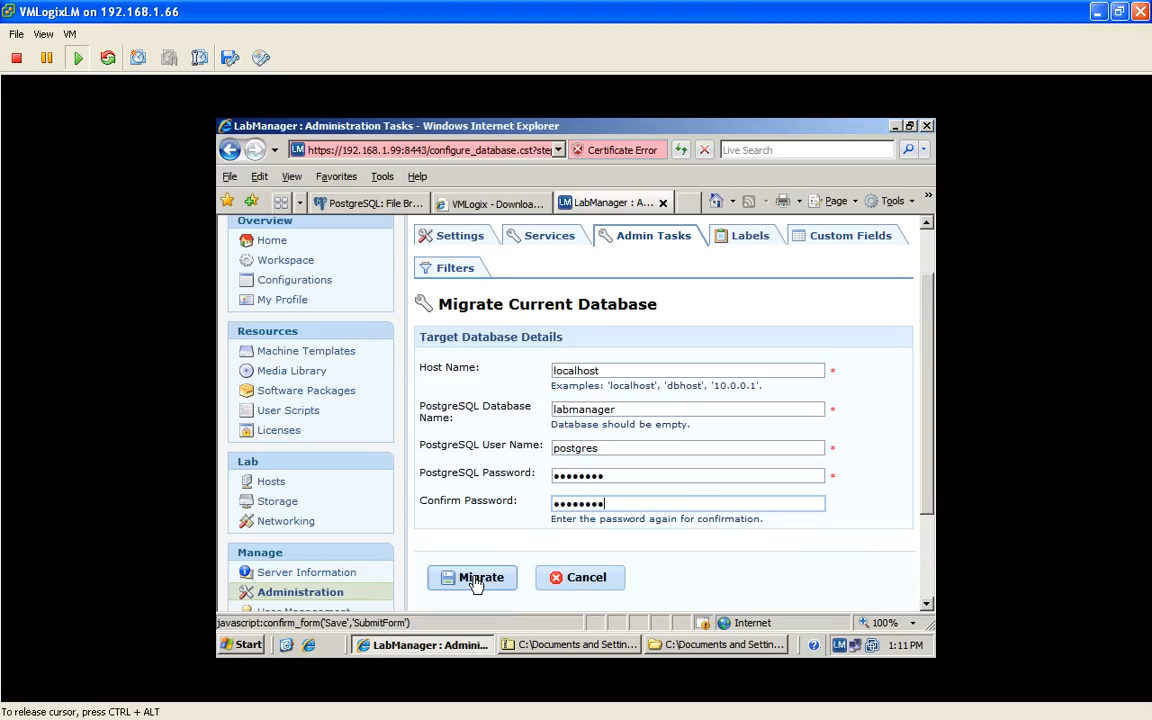 VMLogixLM on 192.168.1.66
File View VM
LabManager : Administration Tasks - Windows Internet Explorer
https://192.168.1.99:8443/configure_database.cst?ste Certificate Error Live Search
File Edit View Favorites Tools Help
PostgreSQL: File Br... VMLogix - Downloa... LabManager : A... Page Tools
Overview
Home
Workspace
Configurations
My Profile
Resources
Machine Templates
Media Library
Software Packages
User Scripts
Licenses
Lab
Hosts
Storage
Networking
Manage
Server Information
Administration
Settings Services Admin Tasks Labels Custom Fields
Filters
Migrate Current Database
Target Database Details
Host Name: localhost *
Examples: 'localhost', 'dbhost', '10.0.0.1'.
PostgreSQL Database Name: labmanager *
Database should be empty.
PostgreSQL User Name: postgres *
PostgreSQL Password: •••••••• *
Confirm Password: ••••••••
Enter the password again for confirmation.
Migrate Cancel
javascript:confirm_form('Save','SubmitForm') Internet 100%
Start LabManager : Admini... C:\Documents and Settin... C:\Documents and Settin... LM 1:11 PM
To release cursor, press CTRL + ALT